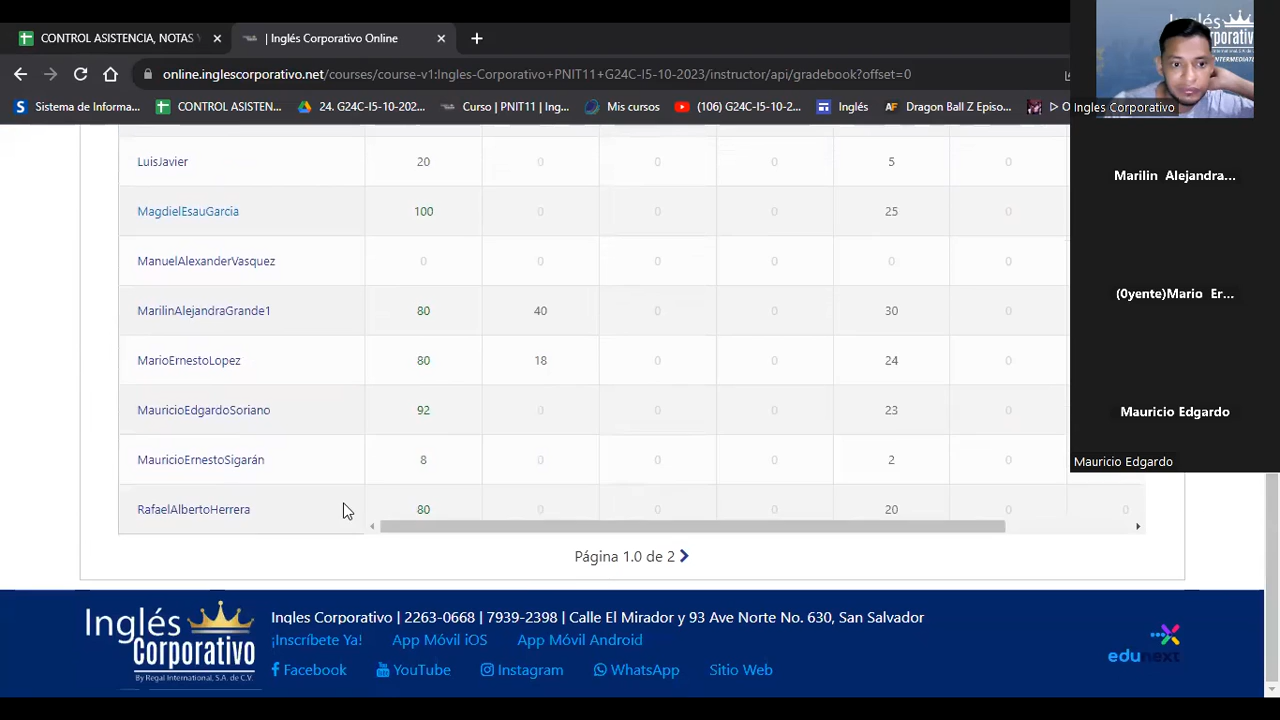 CONTROL ASISTENCIA, NOTAS Y
| Inglés Corporativo Online
online.inglescorporativo.net/courses/course-v1:Ingles-Corporativo+PNIT11+G24C-I5-10-2023/instructor/api/gradebook?offset=0
Sistema de Informa...
CONTROL ASISTEN...
24. G24C-I5-10-202...
Curso | PNIT11 | Ing...
Mis cursos
(106) G24C-I5-10-2...
Inglés
Dragon Ball Z Episo...
Inglés
INTERMEDIATE
Ingles Corporativo
Marilin Alejandra...
(0yente)Mario Er...
Mauricio Edgardo
Mauricio Edgardo
LuisJavier 20 0 0 0 5 0
MagdielEsauGarcia 100 0 0 0 25 0
ManuelAlexanderVasquez 0 0 0 0 0 0
MarilinAlejandraGrande1 80 40 0 0 30 0
MarioErnestoLopez 80 18 0 0 24 0
MauricioEdgardoSoriano 92 0 0 0 23 0
MauricioErnestoSigarán 8 0 0 0 2 0
RafaelAlbertoHerrera 80 0 0 0 20 0 0
Página 1.0 de 2
Inglés Corporativo
By Regal International, S.A. de C.V.
Ingles Corporativo | 2263-0668 | 7939-2398 | Calle El Mirador y 93 Ave Norte No. 630, San Salvador
¡Inscríbete Ya! App Móvil iOS App Móvil Android
Facebook YouTube Instagram WhatsApp Sitio Web
edunext